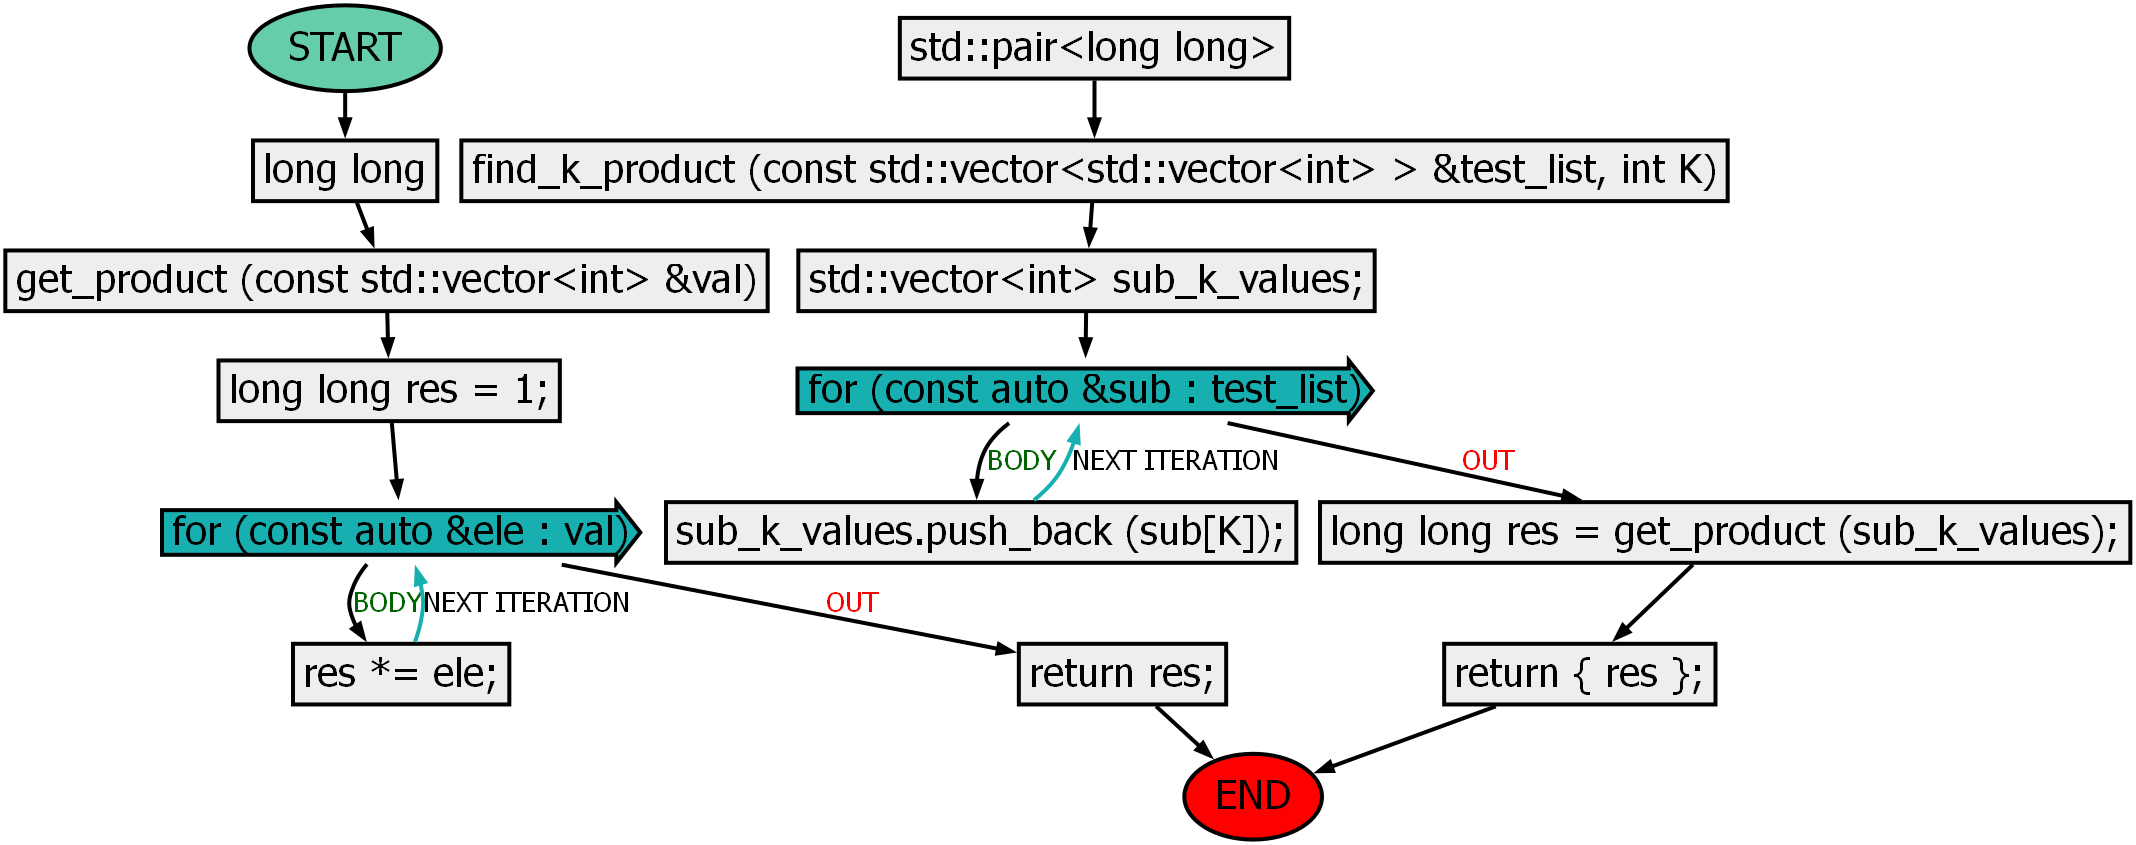 START
long long
get_product (const std::vector<int> &val)
long long res = 1;
for (const auto &ele : val)
BODY
NEXT ITERATION
OUT
res *= ele;
return res;
std::pair<long long>
find_k_product (const std::vector<std::vector<int> > &test_list, int K)
std::vector<int> sub_k_values;
for (const auto &sub : test_list)
BODY
NEXT ITERATION
OUT
sub_k_values.push_back (sub[K]);
long long res = get_product (sub_k_values);
return { res };
END